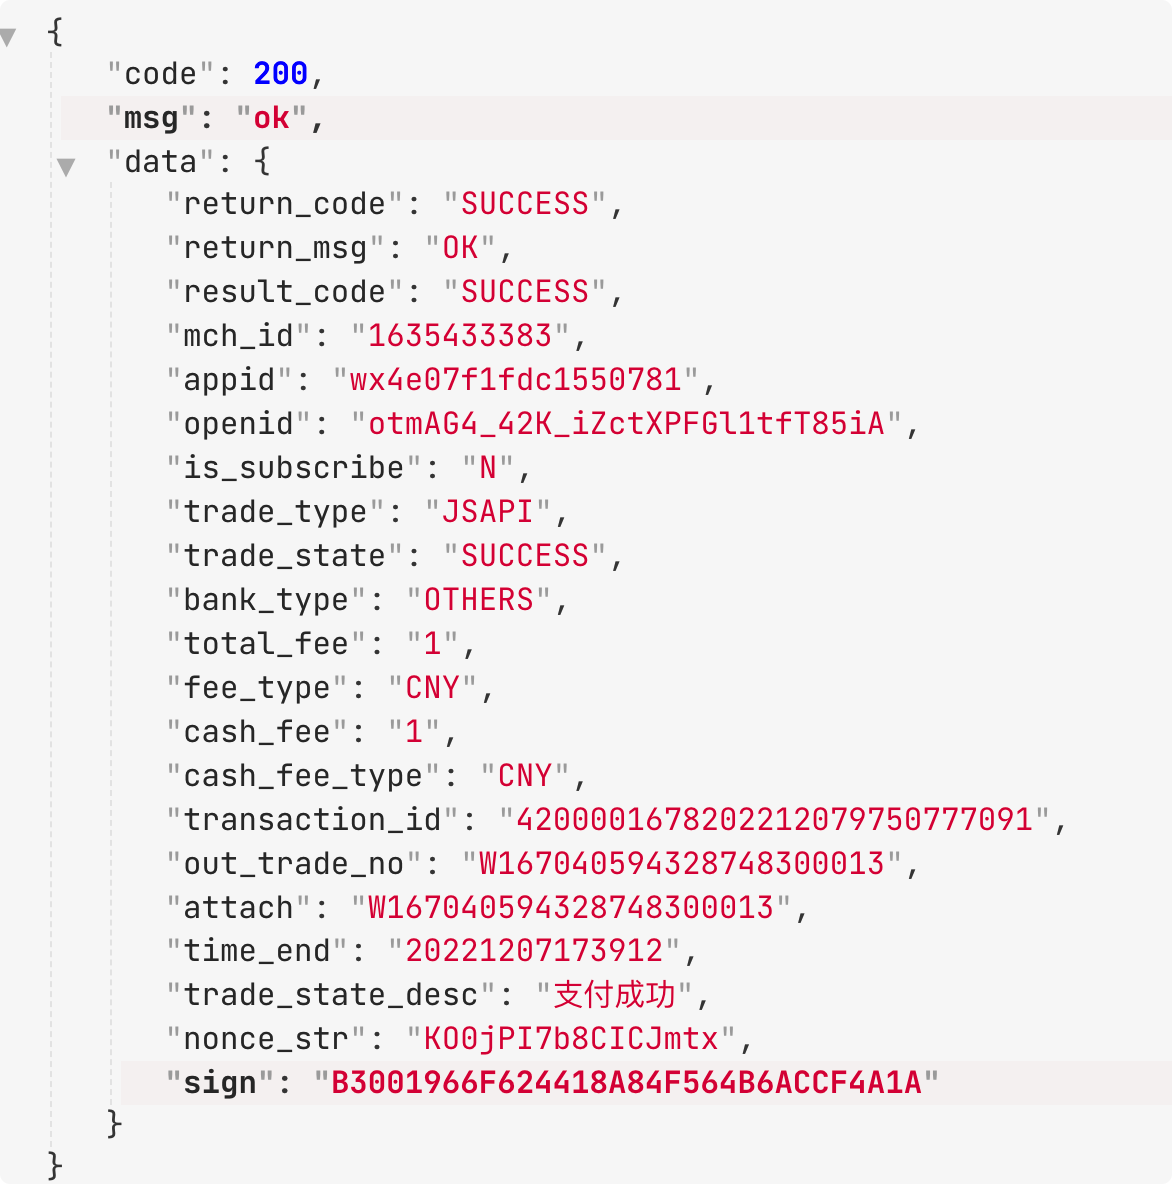 {
"code": 200,
"msg": "ok",
"data": {
"return_code": "SUCCESS",
"return_msg": "OK",
"result_code": "SUCCESS",
"mch_id": "1635433383",
"appid": "wx4e07f1fdc1550781",
"openid": "otmAG4_42K_iZctXPFGl1tfT85iA",
"is_subscribe": "N",
"trade_type": "JSAPI",
"trade_state": "SUCCESS",
"bank_type": "OTHERS",
"total_fee": "1",
"fee_type": "CNY",
"cash_fee": "1",
"cash_fee_type": "CNY",
"transaction_id": "4200001678202212079750777091",
"out_trade_no": "W167040594328748300013",
"attach": "W167040594328748300013",
"time_end": "20221207173912",
"trade_state_desc": "支付成功",
"nonce_str": "KO0jPI7b8CICJmtx",
"sign": "B3001966F624418A84F564B6ACCF4A1A"
}
}